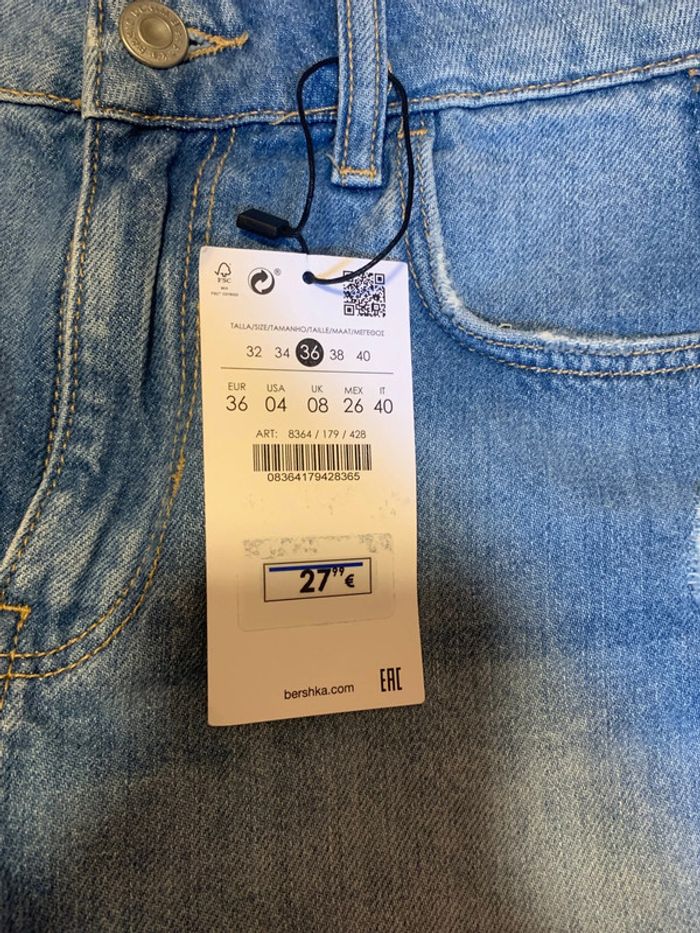 FSC
TALLA/SIZE/TAMANHO/TAILLE/MAAT/ΜΕΓΕΘΟΣ
32 34 36 38 40
EUR USA UK MEX IT
36 04 08 26 40
ART: 8364 / 179 / 428
08364179428365
27,99 €
bershka.com
EAC